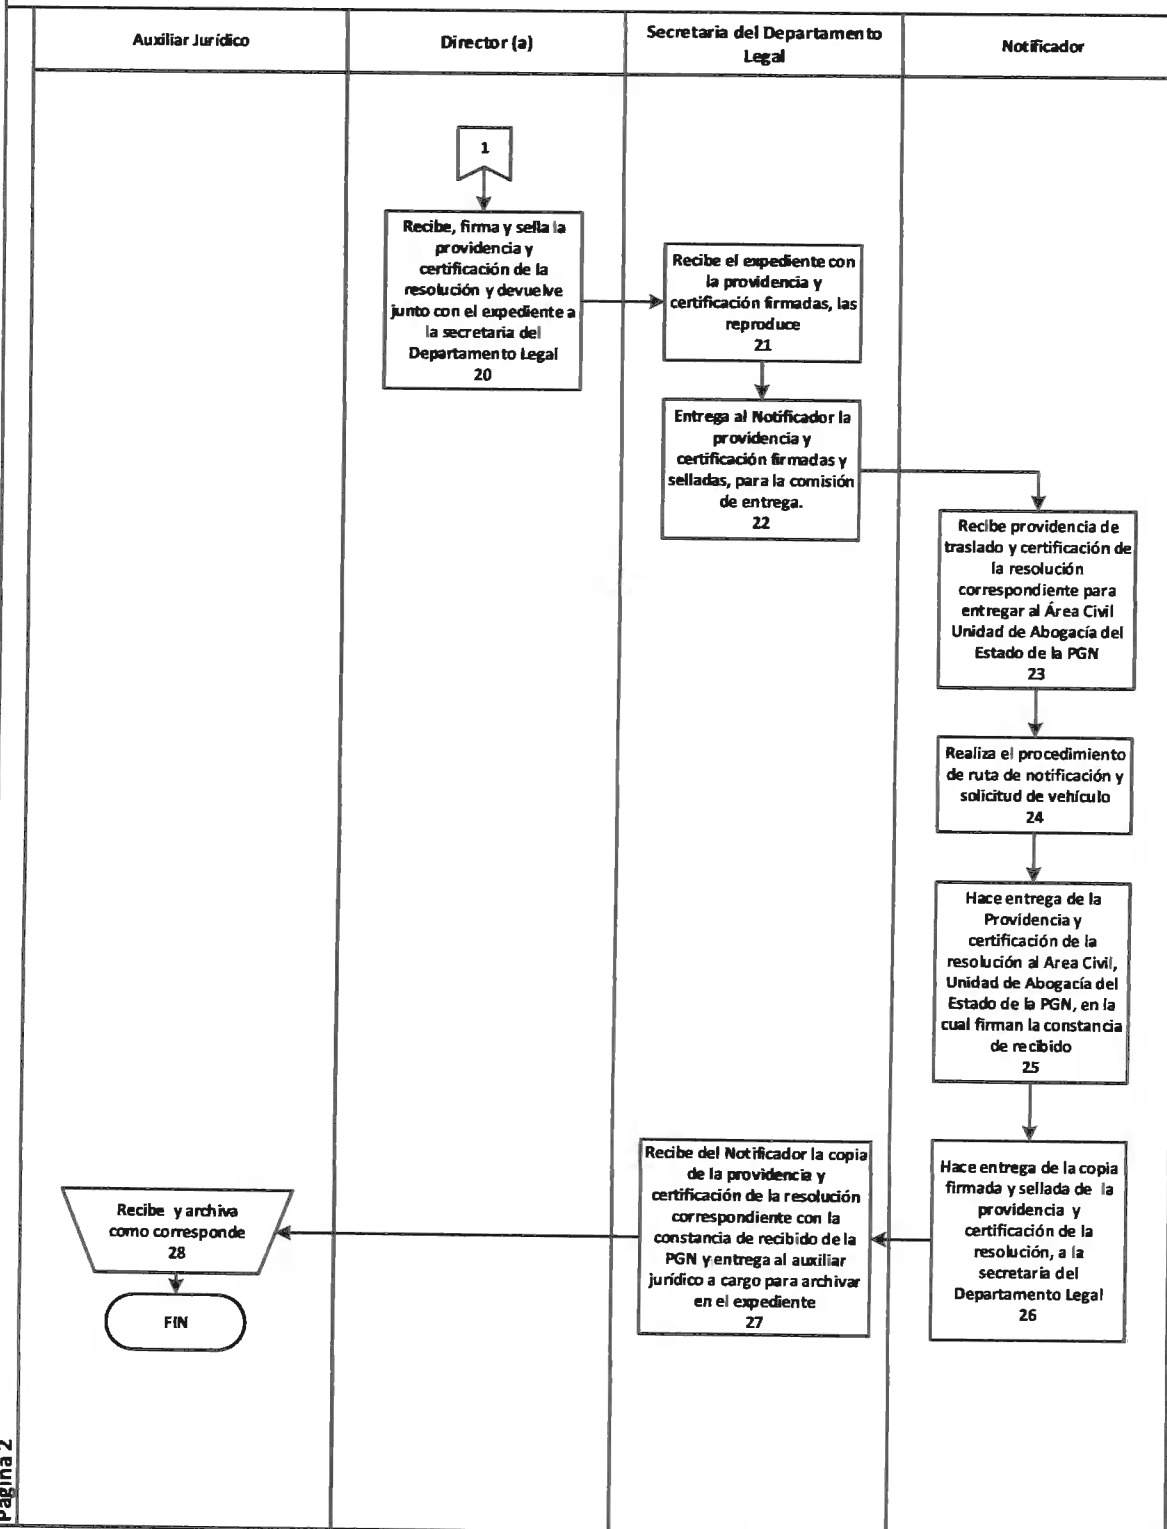 Auxiliar Jurídico
Director (a)
Secretaria del Departamento
Legal
Notificador
1
Recibe, firma y sella la
providencia y
certificación de la
resolución y devuelve
junto con el expediente a
la secretaria del
Departamento Legal
20
Recibe el expediente con
la providencia y
certificación firmadas, las
reproduce
21
Entrega al Notificador la
providencia y
certificación firmadas y
selladas, para la comisión
de entrega.
22
Recibe providencia de
traslado y certificación de
la resolución
correspondiente para
entregar al Área Civil
Unidad de Abogacía del
Estado de la PGN
23
Realiza el procedimiento
de ruta de notificación y
solicitud de vehículo
24
Hace entrega de la
Providencia y
certificación de la
resolución al Area Civil,
Unidad de Abogacía del
Estado de la PGN, en la
cual firman la constancia
de recibido
25
Hace entrega de la copia
firmada y sellada de la
providencia y
certificación de la
resolución, a la
secretaria del
Departamento Legal
26
Recibe del Notificador la copia
de la providencia y
certificación de la resolución
correspondiente con la
constancia de recibido de la
PGN y entrega al auxiliar
jurídico a cargo para archivar
en el expediente
27
Recibe y archiva
como corresponde
28
FIN
Página 2